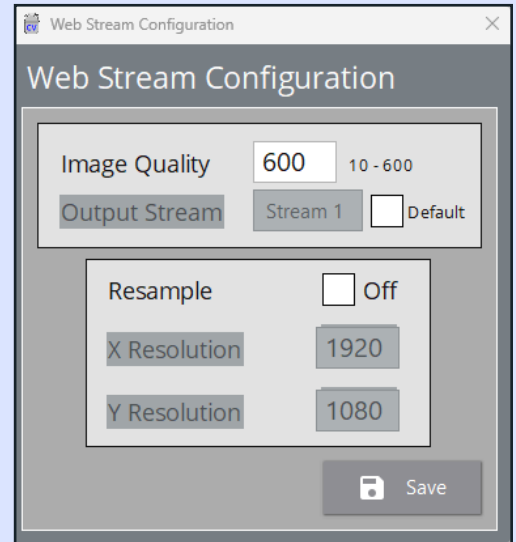 CV Web Stream Configuration
Web Stream Configuration
Image Quality 600 10 - 600
Output Stream Stream 1 Default
Resample Off
X Resolution 1920
Y Resolution 1080
Save